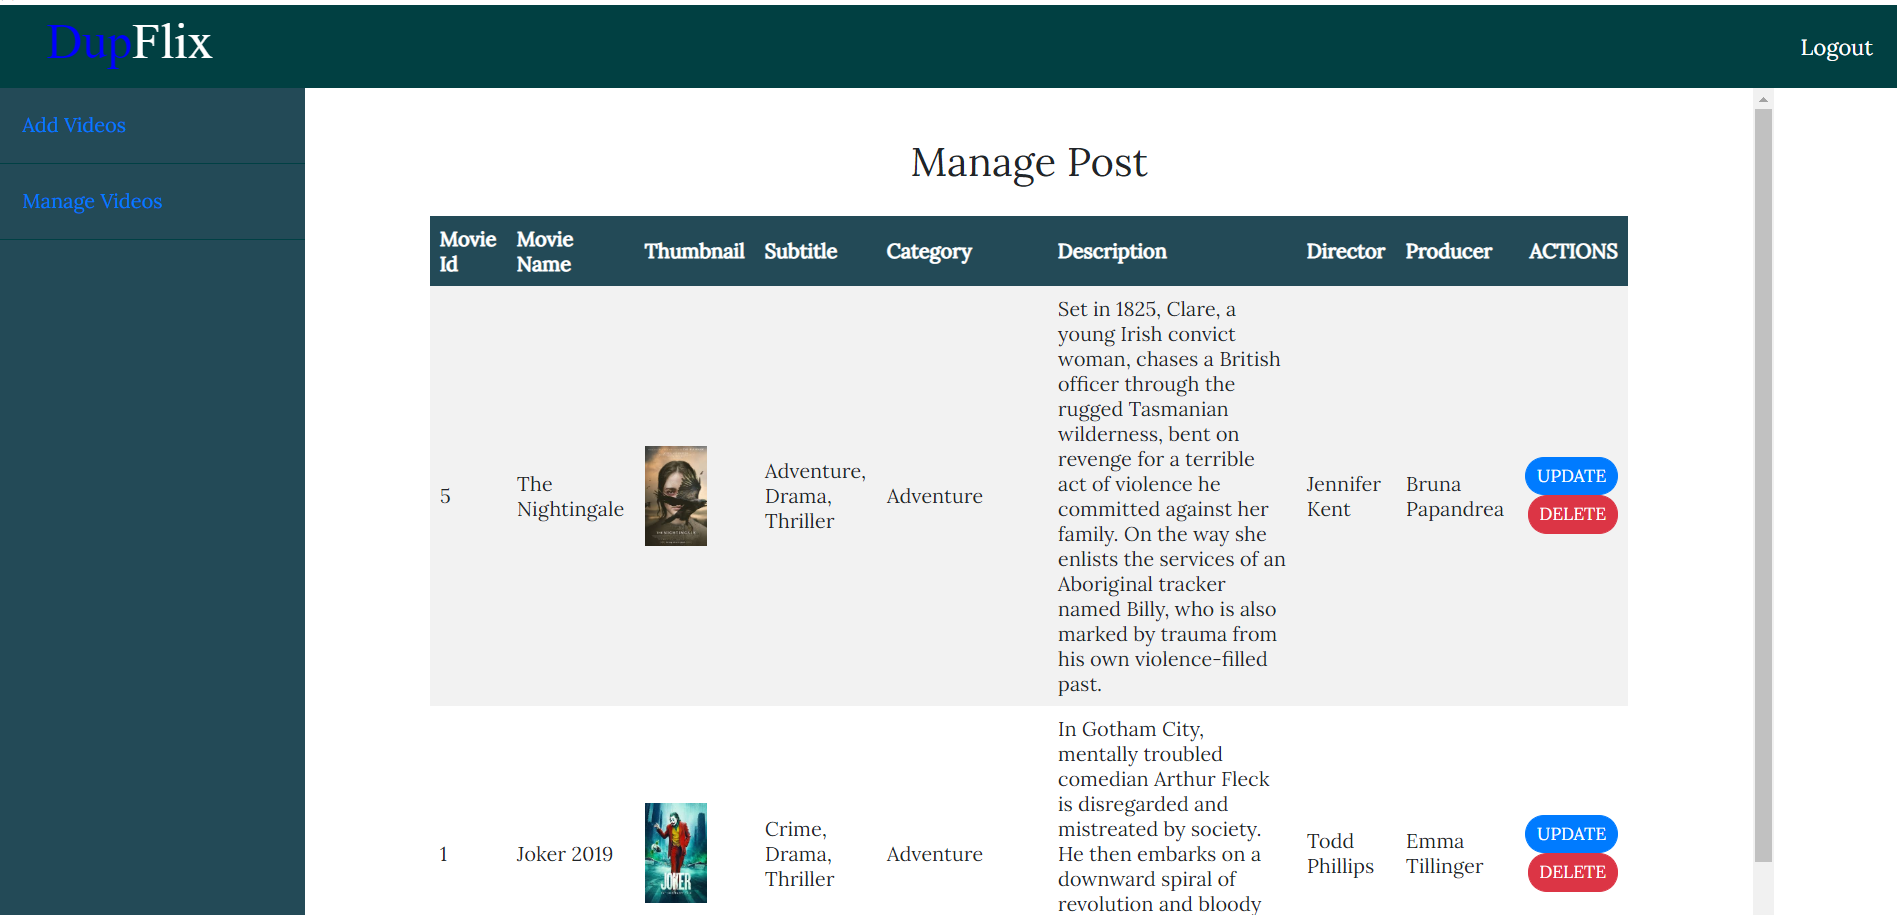 DupFlix
Logout
Add Videos
Manage Videos
Manage Post
Movie Id
Movie Name
Thumbnail
Subtitle
Category
Description
Director
Producer
ACTIONS
5
The
Nightingale
Adventure,
Drama,
Thriller
Adventure
Set in 1825, Clare, a
young Irish convict
woman, chases a British
officer through the
rugged Tasmanian
wilderness, bent on
revenge for a terrible
act of violence he
committed against her
family. On the way she
enlists the services of an
Aboriginal tracker
named Billy, who is also
marked by trauma from
his own violence-filled
past.
Jennifer
Kent
Bruna
Papandrea
UPDATE
DELETE
1
Joker 2019
JOKER
Crime,
Drama,
Thriller
Adventure
In Gotham City,
mentally troubled
comedian Arthur Fleck
is disregarded and
mistreated by society.
He then embarks on a
downward spiral of
revolution and bloody
Todd
Phillips
Emma
Tillinger
UPDATE
DELETE